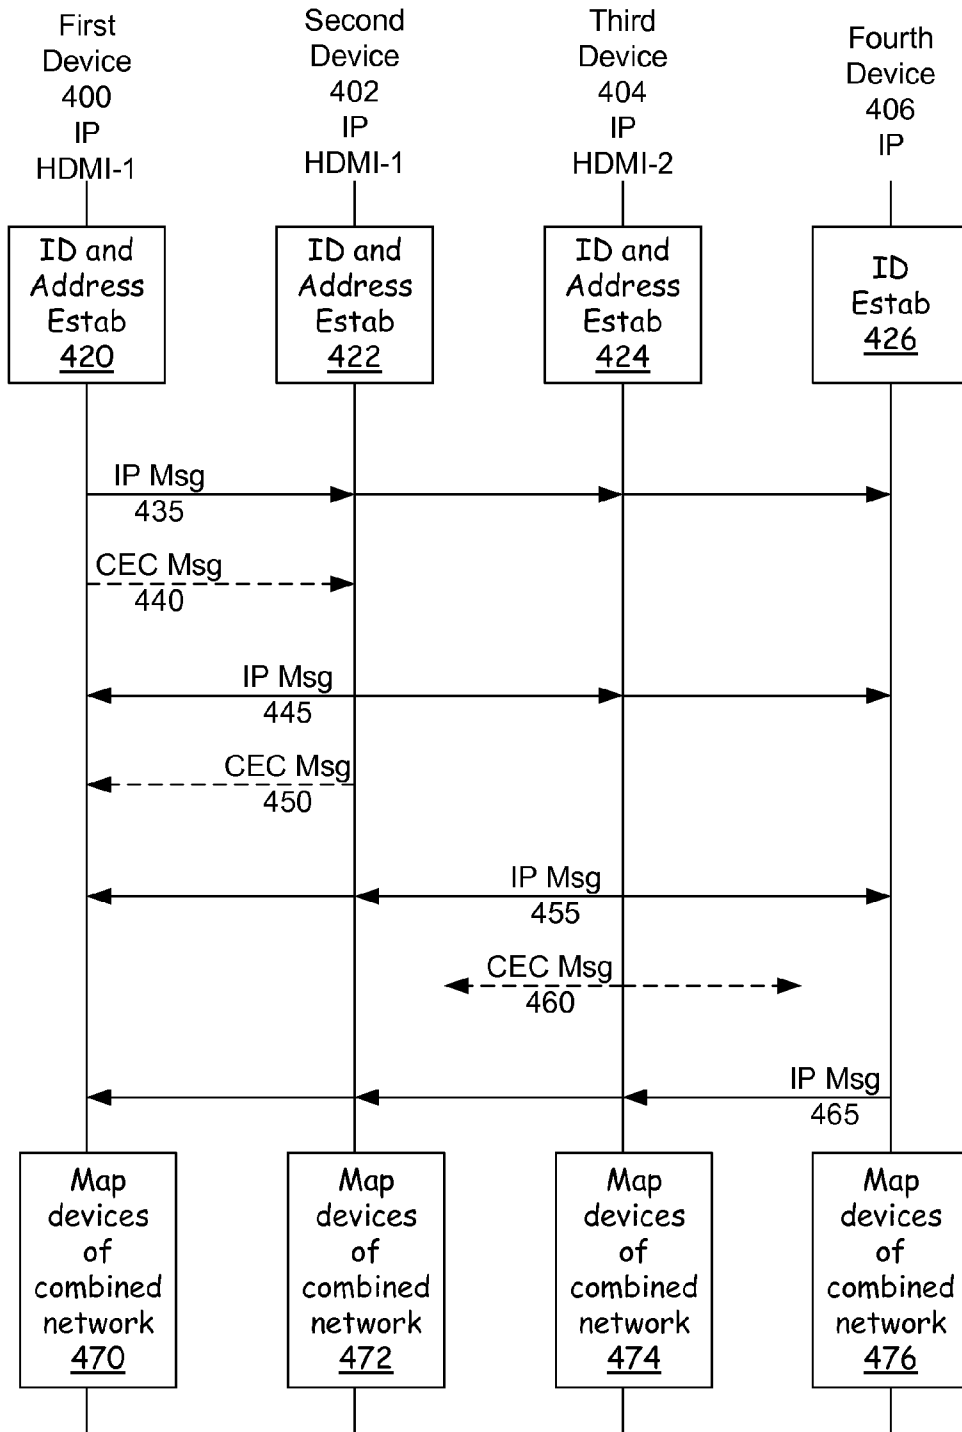 First
Device
400
IP
HDMI-1
Second
Device
402
IP
HDMI-1
Third
Device
404
IP
HDMI-2
Fourth
Device
406
IP
ID and
Address
Estab
420
ID and
Address
Estab
422
ID and
Address
Estab
424
ID
Estab
426
IP Msg
435
CEC Msg
440
IP Msg
445
CEC Msg
450
IP Msg
455
CEC Msg
460
IP Msg
465
Map
devices
of
combined
network
470
Map
devices
of
combined
network
472
Map
devices
of
combined
network
474
Map
devices
of
combined
network
476